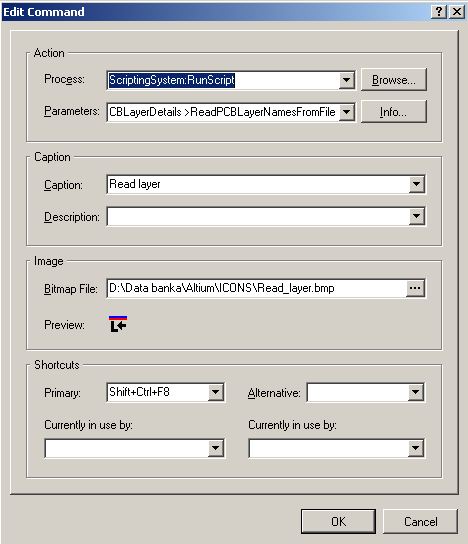 Edit Command
Action
Process: ScriptingSystem:RunScript Browse...
Parameters: CBLayerDetails >ReadPCBLayerNamesFromFile Info...
Caption
Caption: Read layer
Description:
Image
Bitmap File: D:\Data banka\Altium\ICONS\Read_layer.bmp ...
Preview: L
Shortcuts
Primary: Shift+Ctrl+F8 Alternative:
Currently in use by: Currently in use by:
OK Cancel